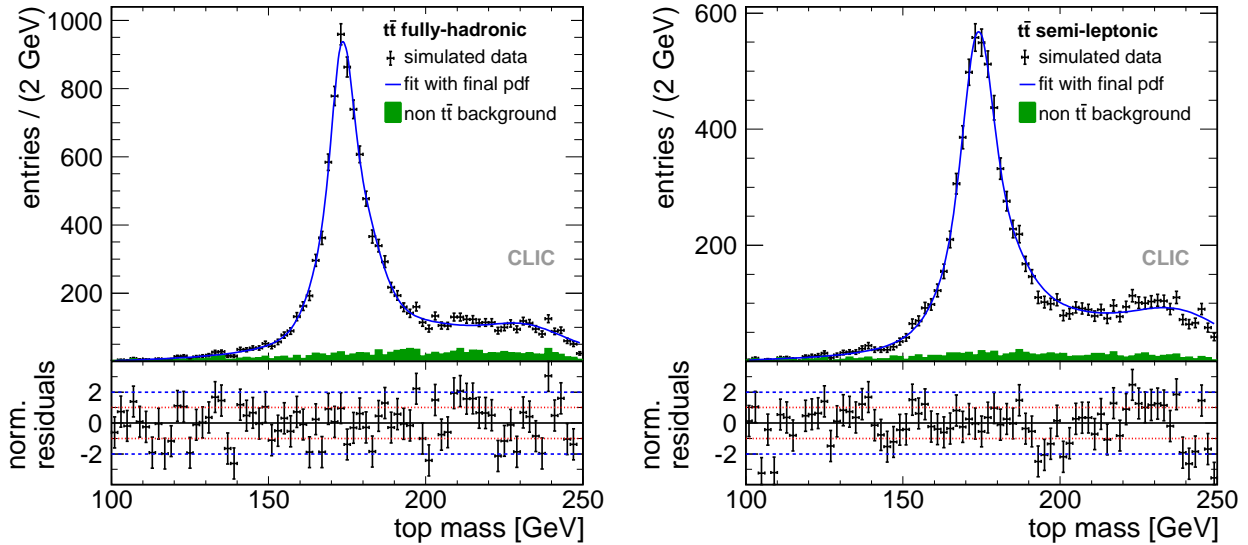 entries / (2 GeV)
1000
800
600
400
200
tt̄ fully-hadronic
simulated data
fit with final pdf
non tt̄ background
CLIC
norm.
residuals
2
0
-2
100
150
200
250
top mass [GeV]
entries / (2 GeV)
600
400
200
tt̄ semi-leptonic
simulated data
fit with final pdf
non tt̄ background
CLIC
norm.
residuals
2
0
-2
100
150
200
250
top mass [GeV]